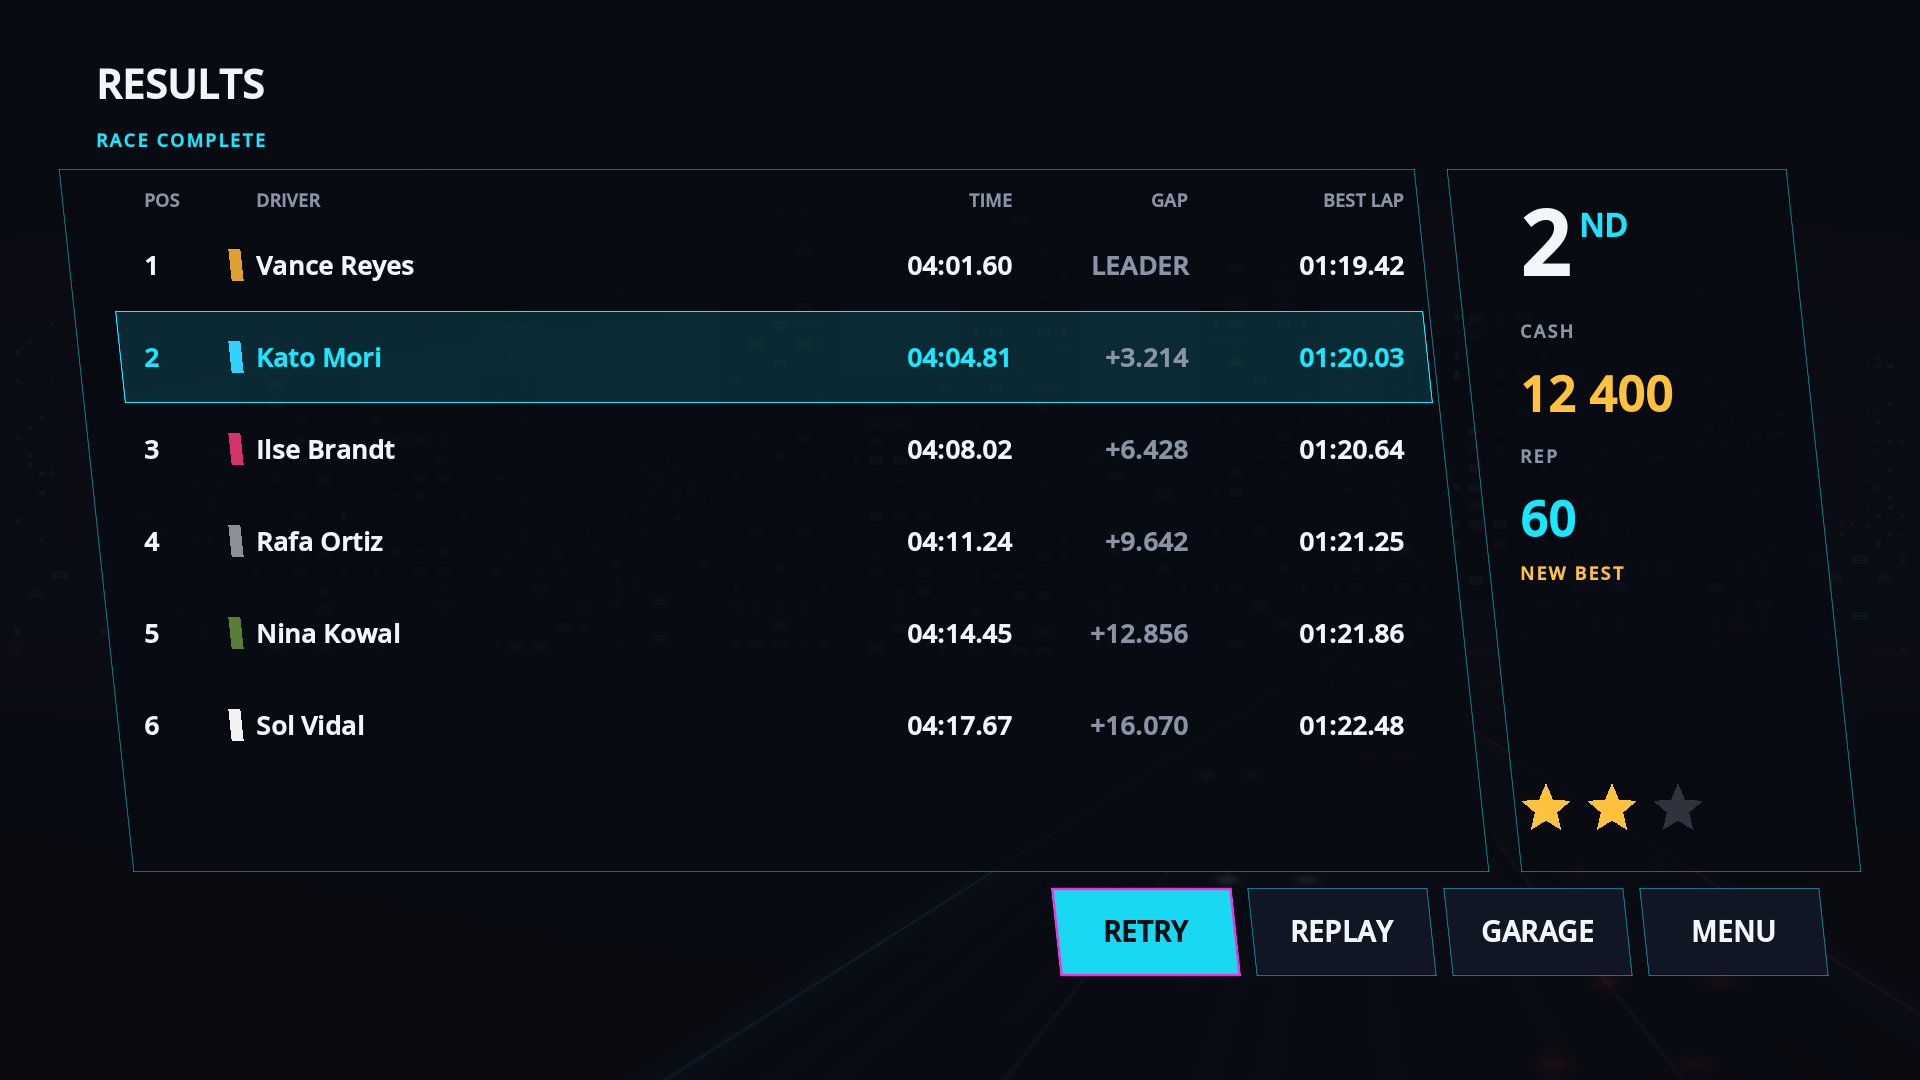 RESULTS
RACE COMPLETE
POS DRIVER TIME GAP BEST LAP
1 Vance Reyes 04:01.60 LEADER 01:19.42
2 Kato Mori 04:04.81 +3.214 01:20.03
3 Ilse Brandt 04:08.02 +6.428 01:20.64
4 Rafa Ortiz 04:11.24 +9.642 01:21.25
5 Nina Kowal 04:14.45 +12.856 01:21.86
6 Sol Vidal 04:17.67 +16.070 01:22.48
2ND
CASH
12 400
REP
60
NEW BEST
RETRY REPLAY GARAGE MENU